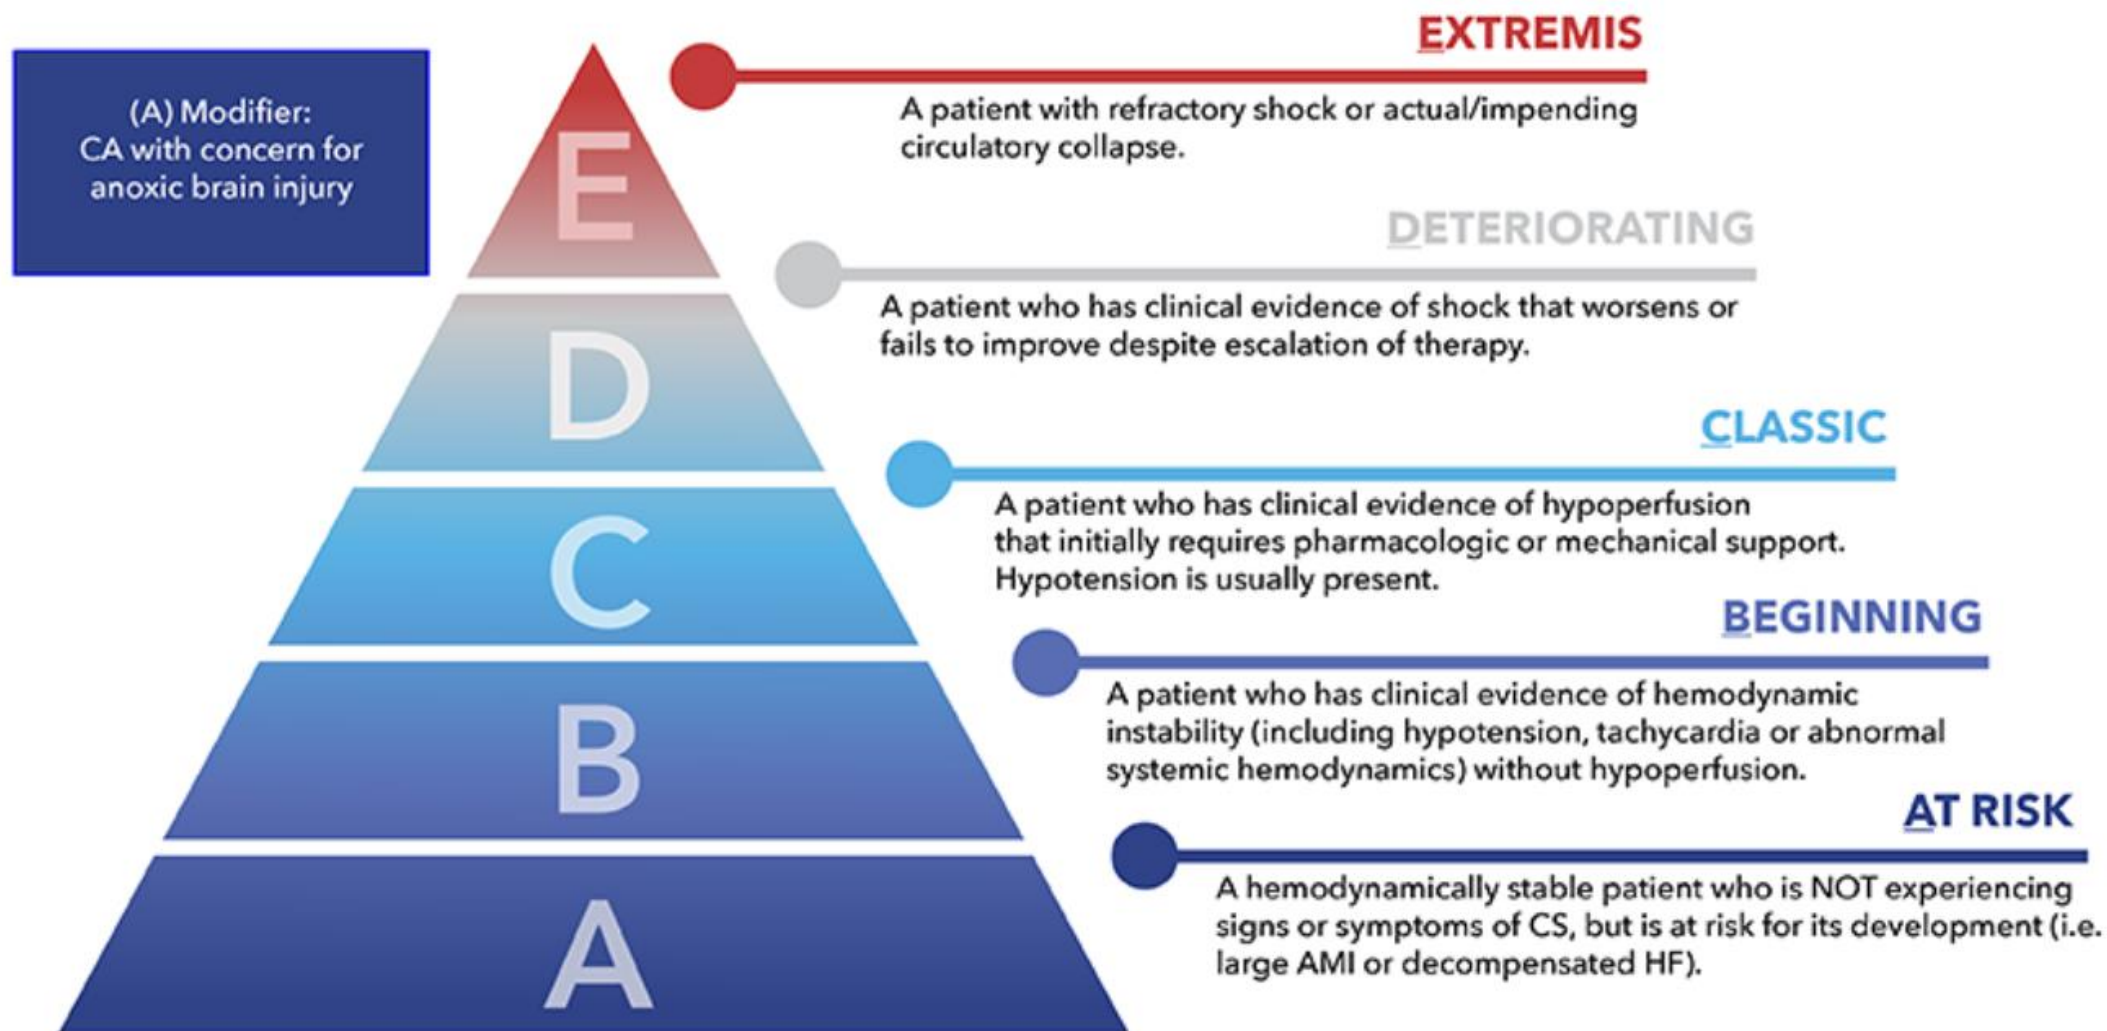 (A) Modifier:
CA with concern for
anoxic brain injury
E
EXTREMIS
A patient with refractory shock or actual/impending
circulatory collapse.
D
DETERIORATING
A patient who has clinical evidence of shock that worsens or
fails to improve despite escalation of therapy.
C
CLASSIC
A patient who has clinical evidence of hypoperfusion
that initially requires pharmacologic or mechanical support.
Hypotension is usually present.
B
BEGINNING
A patient who has clinical evidence of hemodynamic
instability (including hypotension, tachycardia or abnormal
systemic hemodynamics) without hypoperfusion.
A
AT RISK
A hemodynamically stable patient who is NOT experiencing
signs or symptoms of CS, but is at risk for its development (i.e.
large AMI or decompensated HF).